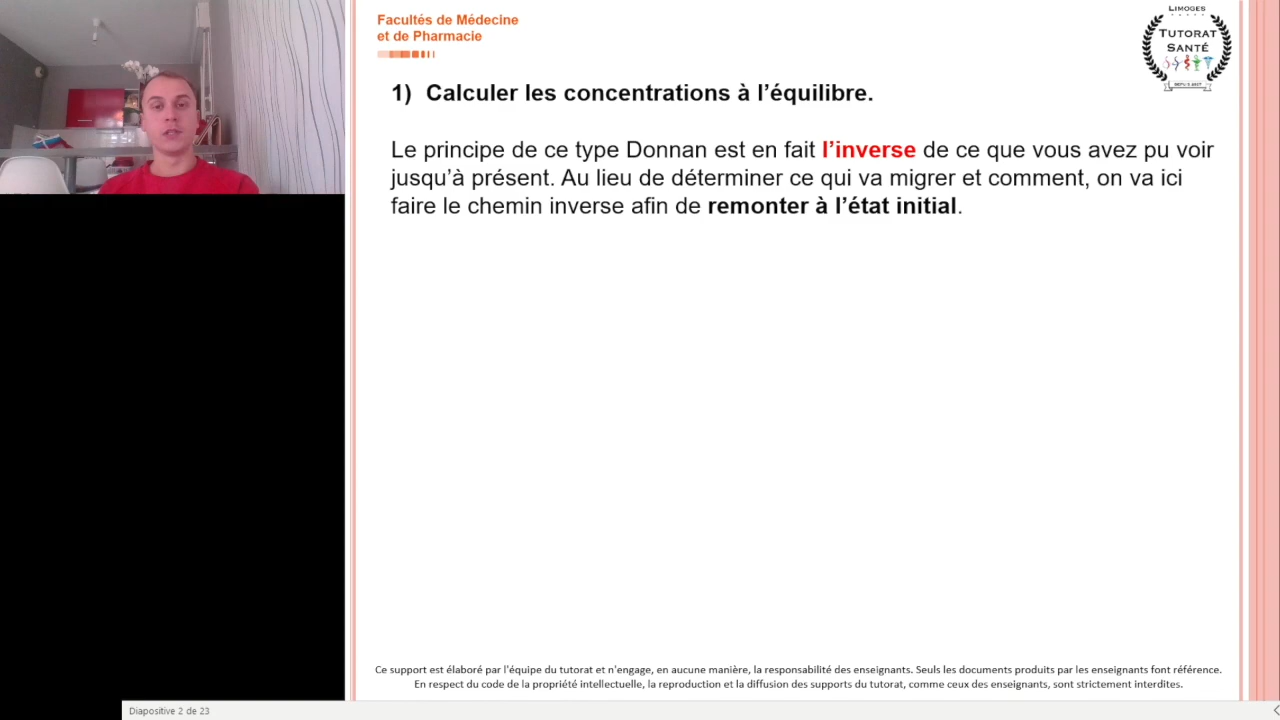 Facultés de Médecine
et de Pharmacie
LIMOGES
TUTORAT
SANTÉ
DEPUIS 2007
1) Calculer les concentrations à l’équilibre.
Le principe de ce type Donnan est en fait l’inverse de ce que vous avez pu voir
jusqu’à présent. Au lieu de déterminer ce qui va migrer et comment, on va ici
faire le chemin inverse afin de remonter à l’état initial.
Ce support est élaboré par l'équipe du tutorat et n'engage, en aucune manière, la responsabilité des enseignants. Seuls les documents produits par les enseignants font référence.
En respect du code de la propriété intellectuelle, la reproduction et la diffusion des supports du tutorat, comme ceux des enseignants, sont strictement interdites.
Diapositive 2 de 23